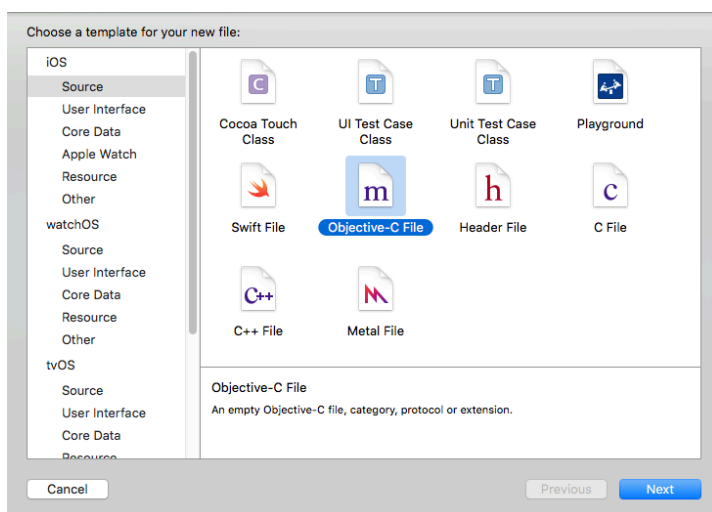 Choose a template for your new file:
iOS
Source
User Interface
Core Data
Apple Watch
Resource
Other
watchOS
Source
User Interface
Core Data
Resource
Other
tvOS
Source
User Interface
Core Data
Resource
C
Cocoa Touch
Class
T
UI Test Case
Class
T
Unit Test Case
Class
Playground
Swift File
m
Objective-C File
h
Header File
c
C File
C++
C++ File
Metal File
Objective-C File
An empty Objective-C file, category, protocol or extension.
Cancel
Previous
Next